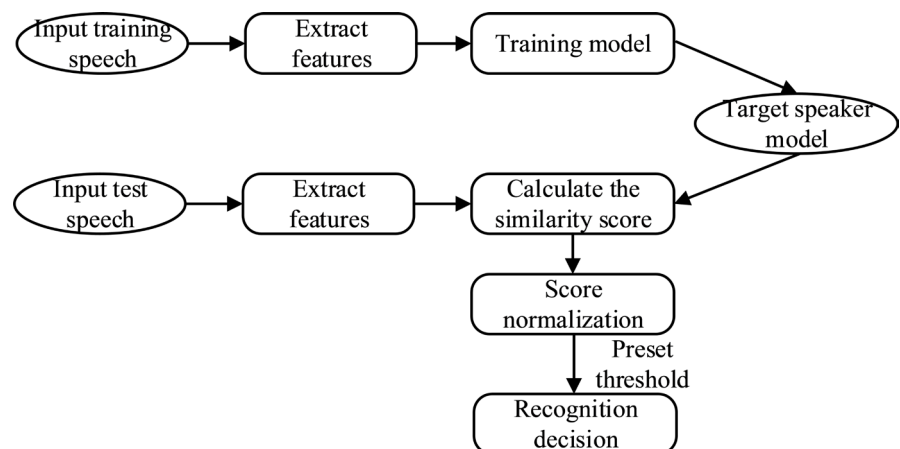 Input training
speech
Extract
features
Training model
Target speaker
model
Input test
speech
Extract
features
Calculate the
similarity score
Score
normalization
Preset
threshold
Recognition
decision